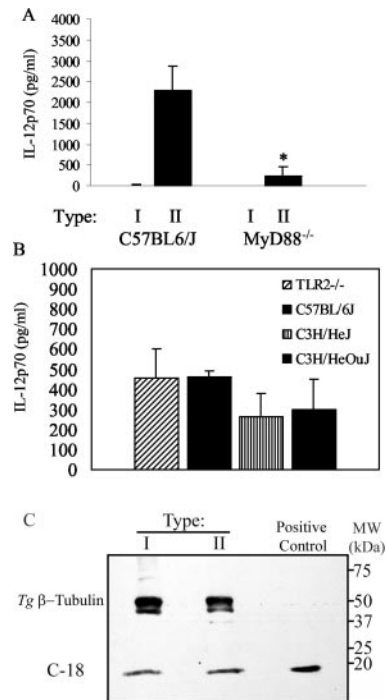 A
IL-12p70 (pg/ml)
3000
2500
2000
1500
1000
500
0
*
Type: I II I II
C57BL6/J MyD88-/-
B
IL-12p70 (pg/ml)
1000
900
800
700
600
500
400
300
200
100
0
TLR2-/-
C57BL/6J
C3H/HeJ
C3H/HeOuJ
C
Type:
I II
Positive
Control
MW
(kDa)
Tg β-Tubulin
C-18
75
50
37
25
20